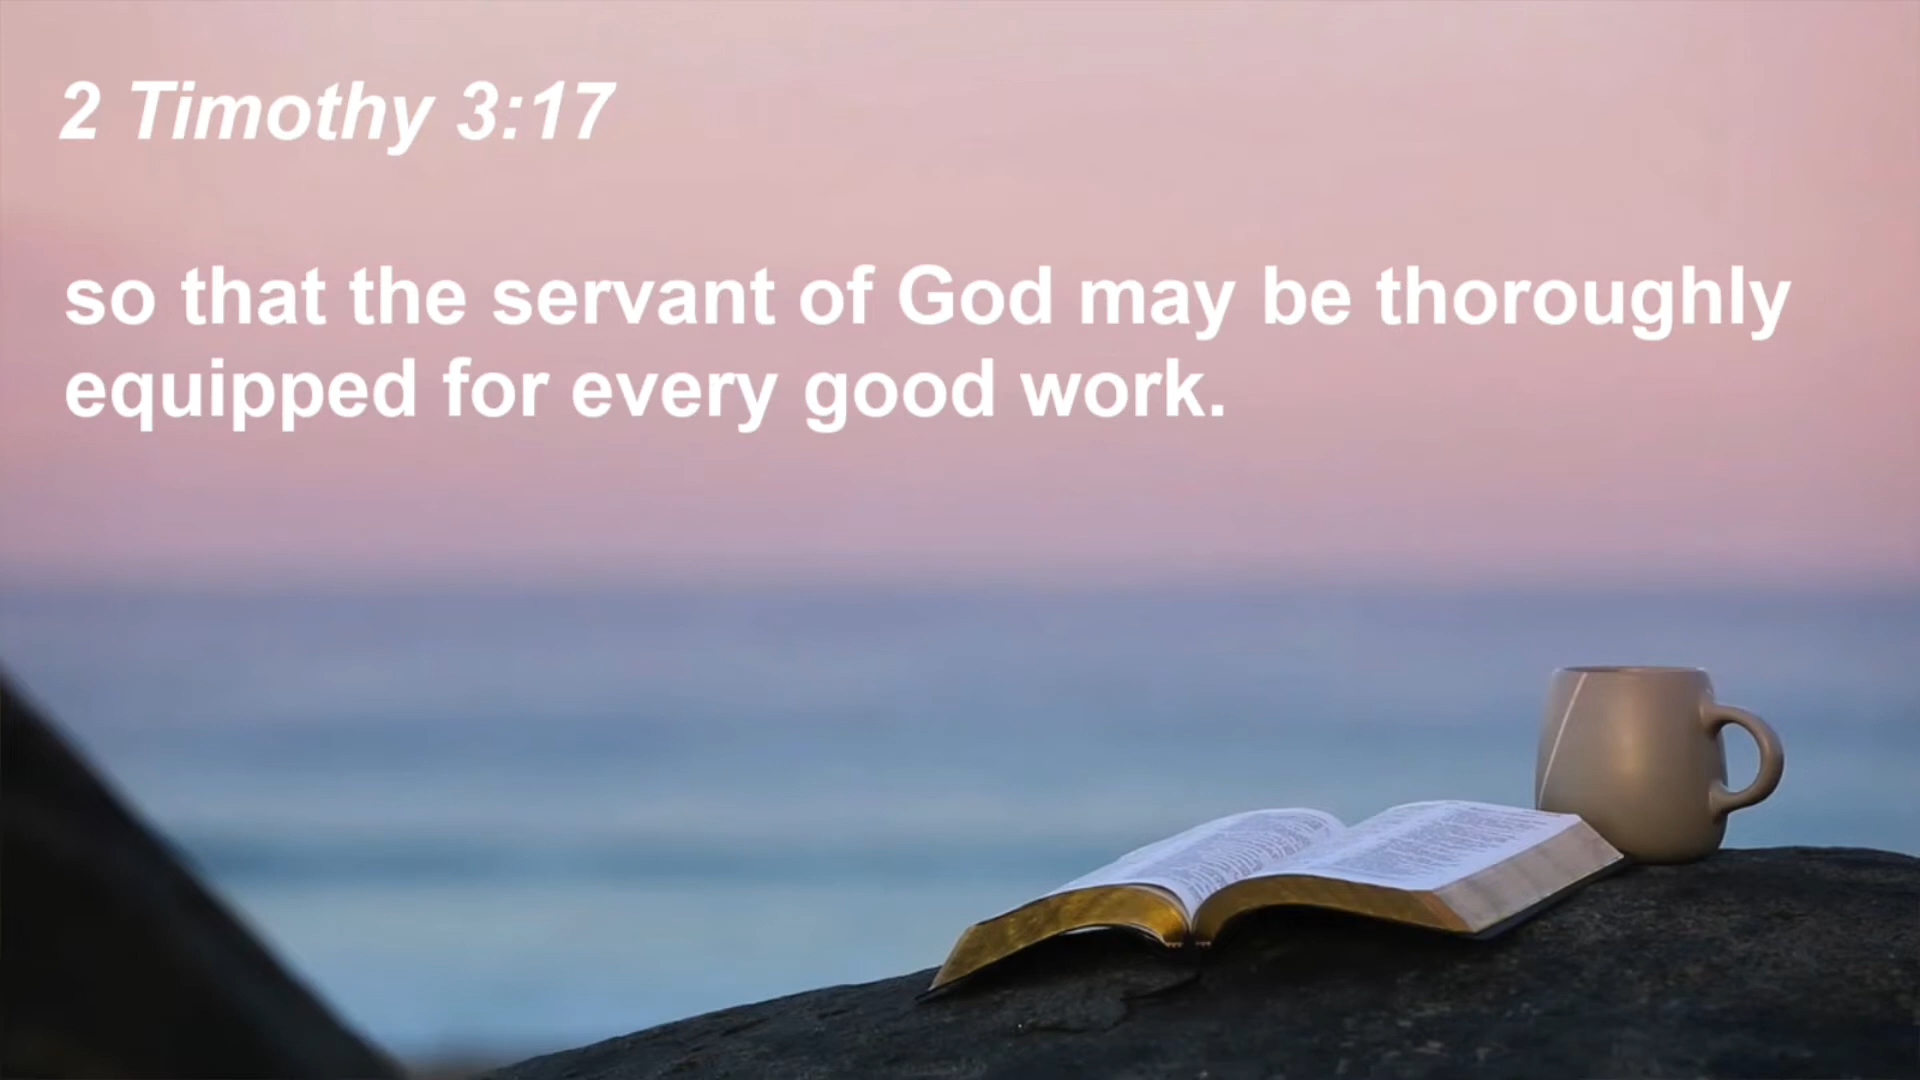 2 Timothy 3:17
so that the servant of God may be thoroughly
equipped for every good work.